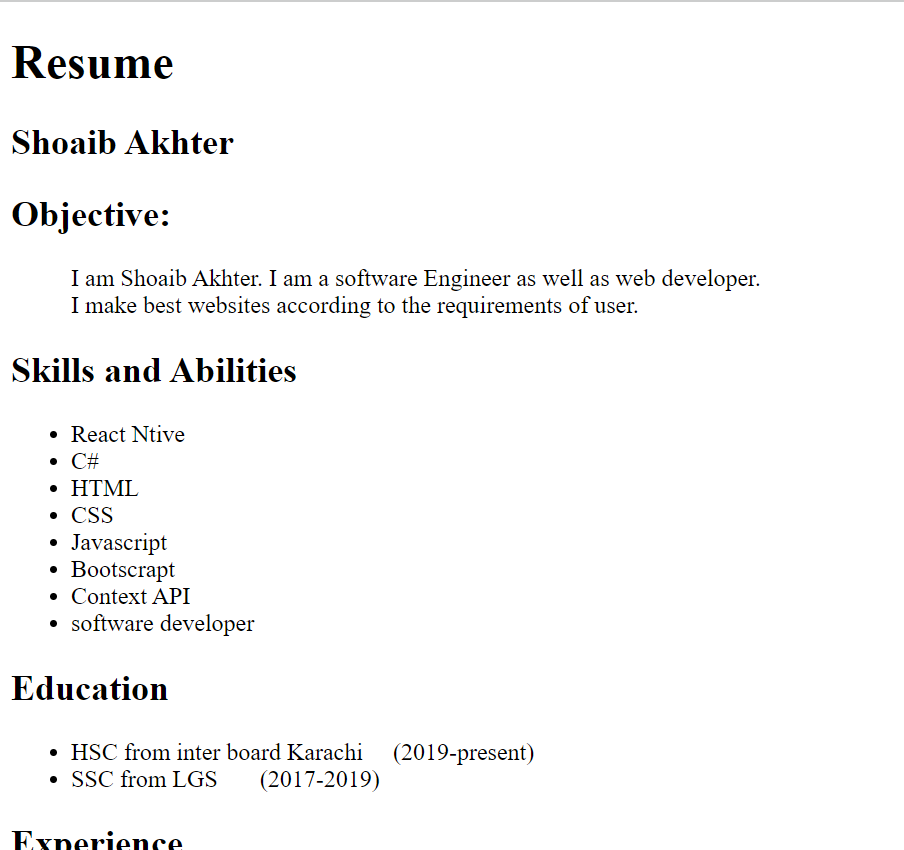 Resume
Shoaib Akhter
Objective:
I am Shoaib Akhter. I am a software Engineer as well as web developer.
I make best websites according to the requirements of user.
Skills and Abilities
React Ntive
C#
HTML
CSS
Javascript
Bootscrapt
Context API
software developer
Education
HSC from inter board Karachi (2019-present)
SSC from LGS (2017-2019)
Experience